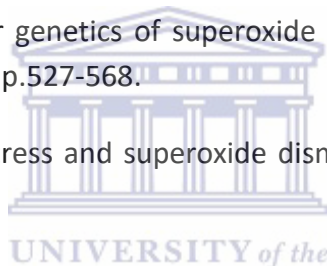 r genetics of superoxide
p.527-568.
ress and superoxide dism
UNIVERSITY of the